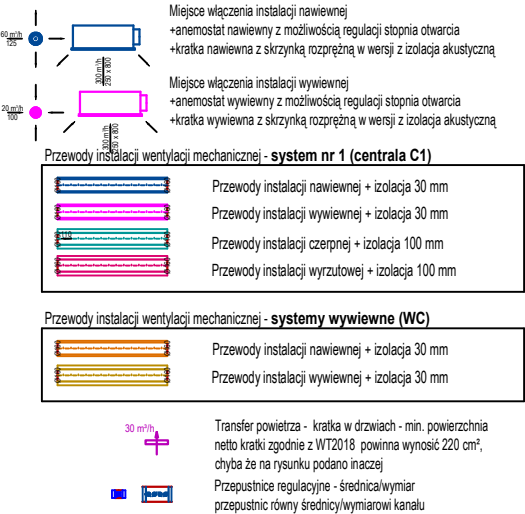 Miejsce włączenia instalacji nawiewnej
+anemostat nawiewny z możliwością regulacji stopnia otwarcia
+kratka nawiewna z skrzynką rozprężną w wersji z izolacja akustyczną
60 m³/h
125
300 m³/h
250 x 800
Miejsce włączenia instalacji wywiewnej
+anemostat wywiewny z możliwością regulacji stopnia otwarcia
+kratka wywiewna z skrzynką rozprężną w wersji z izolacja akustyczną
20 m³/h
100
300 m³/h
250 x 800
Przewody instalacji wentylacji mechanicznej - system nr 1 (centrala C1)
Przewody instalacji nawiewnej + izolacja 30 mm
Przewody instalacji wywiewnej + izolacja 30 mm
Przewody instalaci czerpnej + izolacja 100 mm
Przewody instalacji wyrzutowej + izolacja 100 mm
Przewody instalacji wentylacji mechanicznej - systemy wywiewne (WC)
Przewody instalacji nawiewnej + izolacja 30 mm
Przewody instalacji wywiewnej + izolacja 30 mm
30 m³/h
Transfer powietrza - kratka w drzwiach - min. powierzchnia
netto kratki zgodnie z WT2018 powinna wynosić 220 cm²,
chyba że na rysunku podano inaczej
Przepustnice regulacyjne - średnica/wymiar
przepustnic równy średnicy/wymiarowi kanału